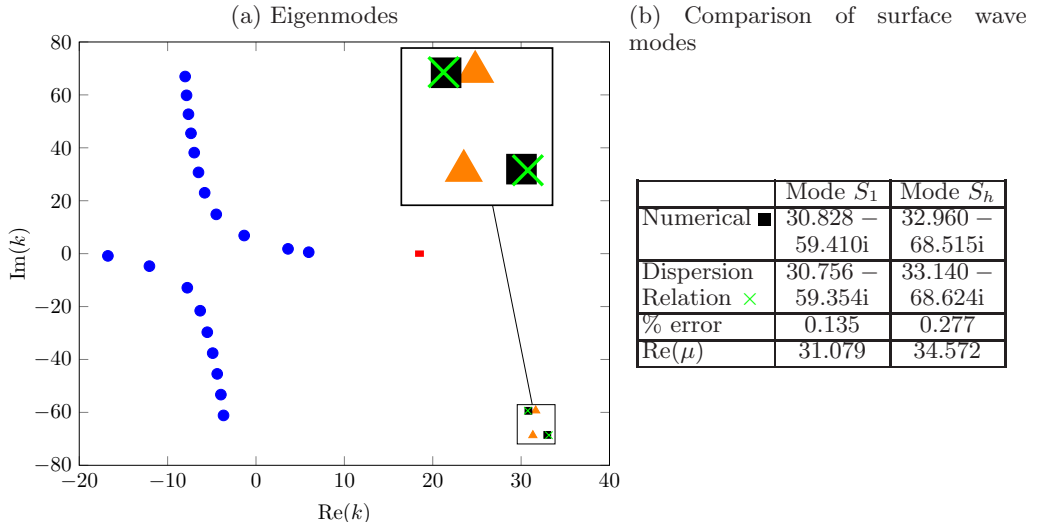 (a) Eigenmodes
80
60
40
20
0
−20
−40
−60
−80
−20
−10
0
10
20
30
40
Im(k)
Re(k)
(b) Comparison of surface wave
modes
Mode S₁ Mode Sₕ
Numerical ■ 30.828 − 32.960 −
59.410i 68.515i
Dispersion 30.756 − 33.140 −
Relation × 59.354i 68.624i
% error 0.135 0.277
Re(μ) 31.079 34.572